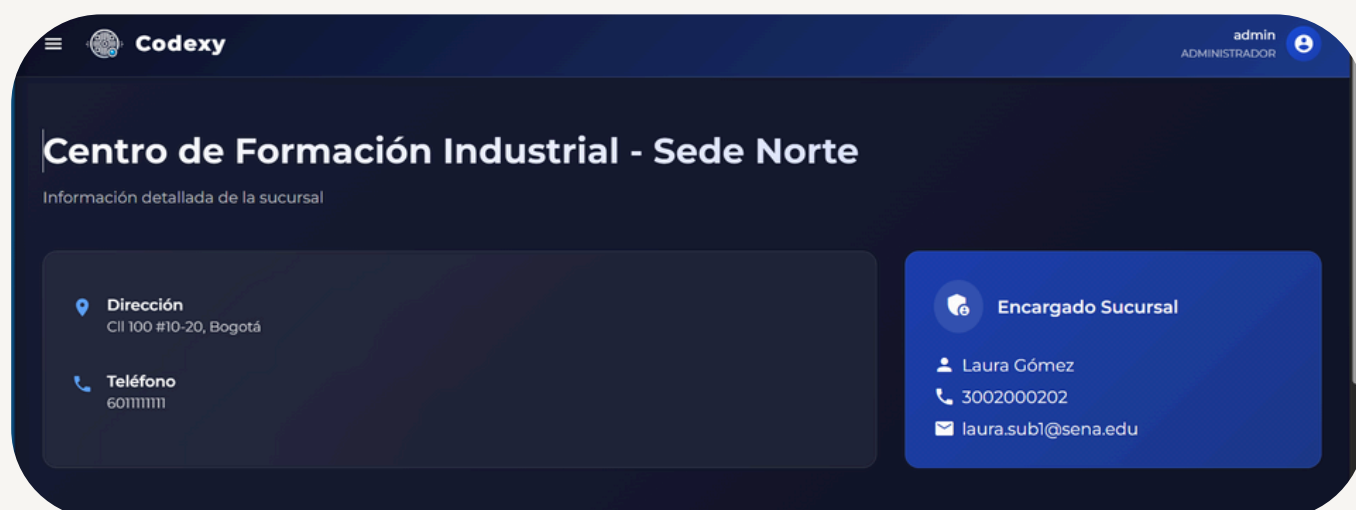 Codexy
admin
ADMINISTRADOR
Centro de Formación Industrial - Sede Norte
Información detallada de la sucursal
Dirección
Cll 100 #10-20, Bogotá
Teléfono
6011111111
Encargado Sucursal
Laura Gómez
3002000202
laura.sub1@sena.edu